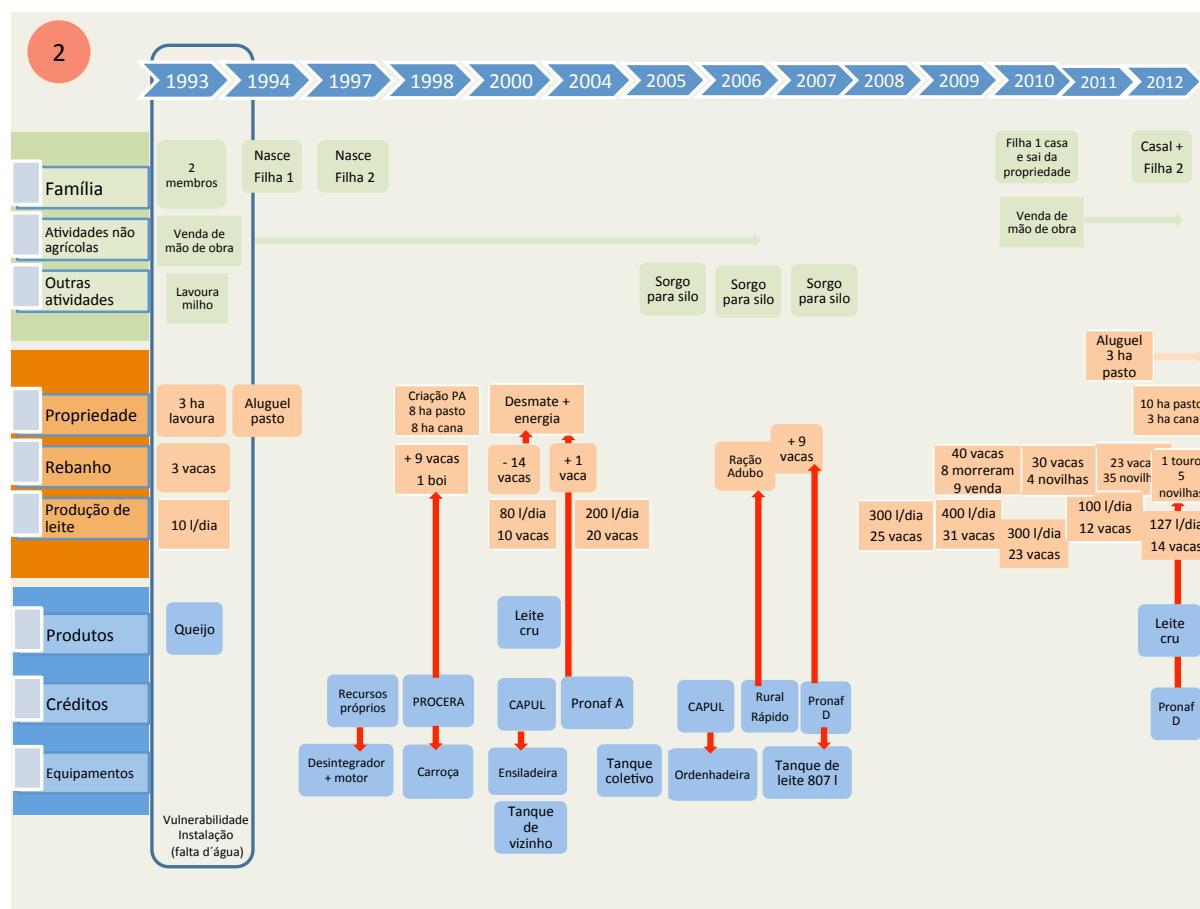 2
1993
1994
1997
1998
2000
2004
2005
2006
2007
2008
2009
2010
2011
2012
Família
2
membros
Nasce
Filha 1
Nasce
Filha 2
Filha 1 casa
e sai da
propriedade
Casal +
Filha 2
Atividades não
agrícolas
Venda de
mão de obra
Venda de
mão de obra
Outras
atividades
Lavoura
milho
Sorgo
para silo
Sorgo
para silo
Sorgo
para silo
Aluguel
3 ha
pasto
Propriedade
3 ha
lavoura
Aluguel
pasto
Criação PA
8 ha pasto
8 ha cana
Desmate +
energia
10 ha pasto
3 ha cana
Rebanho
3 vacas
+ 9 vacas
1 boi
- 14
vacas
+ 1
vaca
Ração
Adubo
+ 9
vacas
40 vacas
8 morreram
9 venda
30 vacas
4 novilhas
23 vaca
35 novilh
1 touro
5
novilhas
Produção de
leite
10 l/dia
80 l/dia
10 vacas
200 l/dia
20 vacas
300 l/dia
25 vacas
400 l/dia
31 vacas
300 l/dia
23 vacas
100 l/dia
12 vacas
127 l/dia
14 vacas
Produtos
Queijo
Leite
cru
Leite
cru
Créditos
Recursos
próprios
PROCERA
CAPUL
Pronaf A
CAPUL
Rural
Rápido
Pronaf
D
Pronaf
D
Equipamentos
Desintegrador
+ motor
Carroça
Ensiladeira
Tanque
coletivo
Ordenhadeira
Tanque de
leite 807 l
Tanque
de
vizinho
Vulnerabilidade
Instalação
(falta d´água)